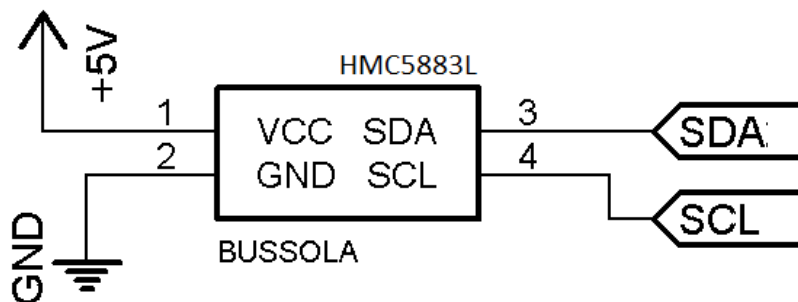 +5V
HMC5883L
1
VCC SDA
3
SDA
2
GND SCL
4
SCL
GND
BUSSOLA